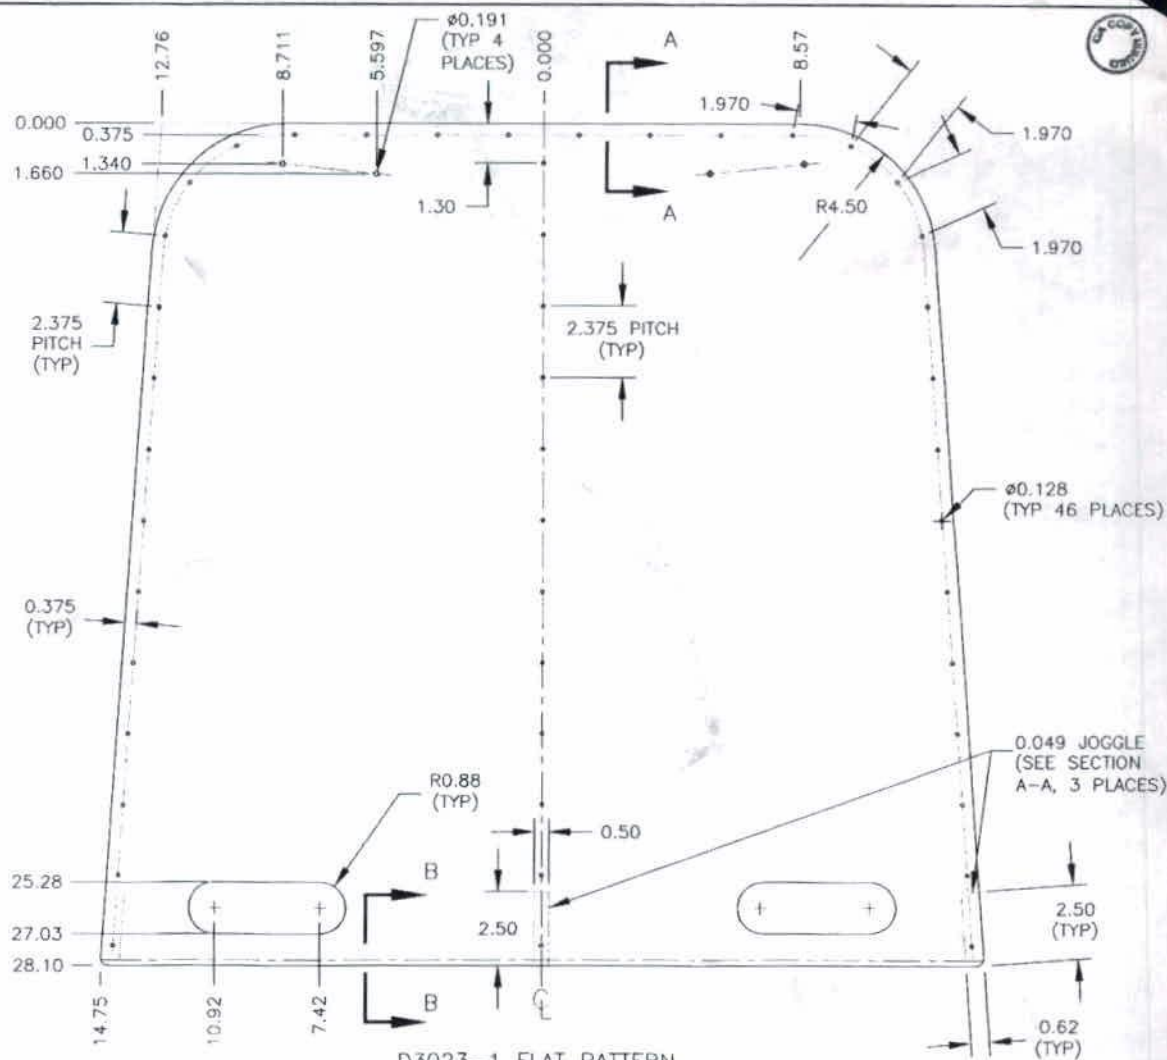 12.76
8.711
5.597
ø0.191
(TYP 4
PLACES)
0.000
A
8.57
1.970
0.000
0.375
1.340
1.660
1.970
1.30
A
R4.50
1.970
2.375
PITCH
(TYP)
2.375 PITCH
(TYP)
ø0.128
(TYP 46 PLACES)
0.375
(TYP)
R0.88
(TYP)
0.049 JOGGLE
(SEE SECTION
A-A, 3 PLACES)
0.50
B
25.28
2.50
2.50
(TYP)
27.03
28.10
B
CL
14.75
10.92
7.42
0.62
(TYP)
D3023-1 FLAT PATTERN